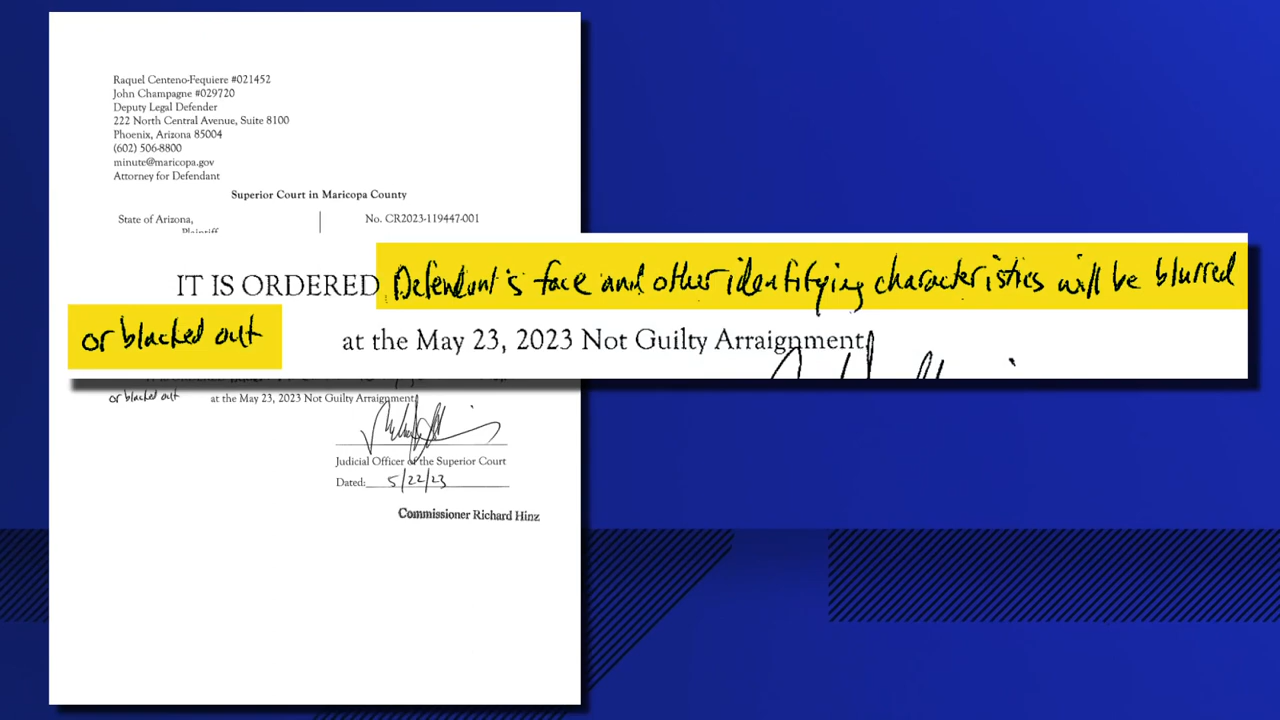 Raquel Centeno-Fequiere #021452
John Champagne #029720
Deputy Legal Defender
222 North Central Avenue, Suite 8100
Phoenix, Arizona 85004
(602) 506-8800
minute@maricopa.gov
Attorney for Defendant
Superior Court in Maricopa County
State of Arizona,
No. CR2023-119447-001
Plaintiff
IT IS ORDERED Defendant's face and other identifying characteristics will be blurred
or blacked out at the May 23, 2023 Not Guilty Arraignment.
or blacked out at the May 23, 2023 Not Guilty Arraignment.
Judicial Officer of the Superior Court
Dated: 5/22/23
Commissioner Richard Hinz